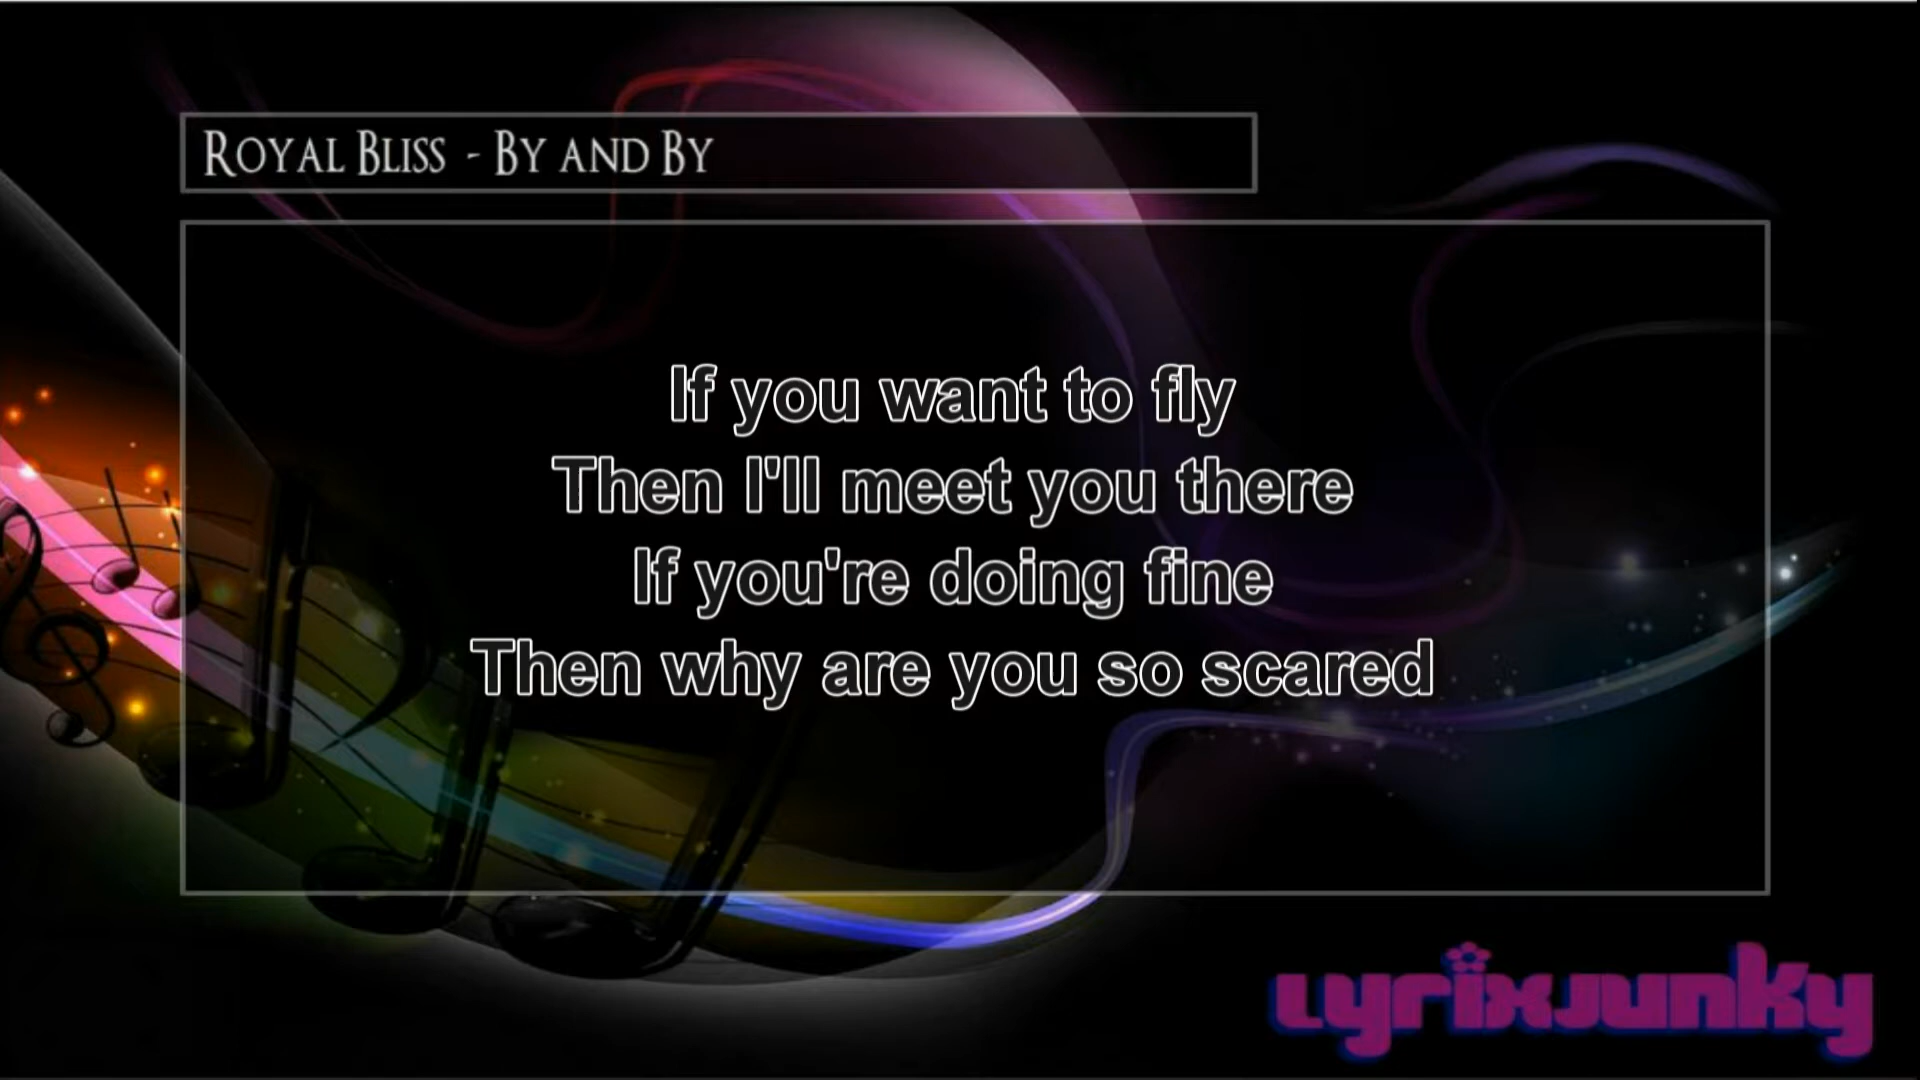 Royal Bliss - By and By
If you want to fly
Then I'll meet you there
If you're doing fine
Then why are you so scared
Lyrixjunky